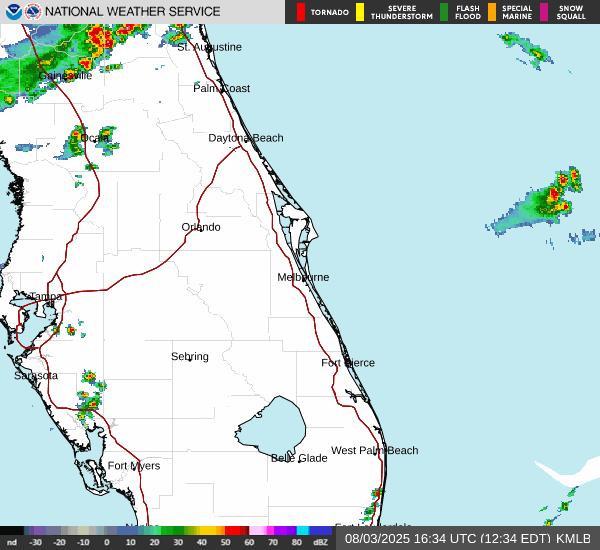 NATIONAL WEATHER SERVICE
TORNADO
SEVERE THUNDERSTORM
FLASH FLOOD
SPECIAL MARINE
SNOW SQUALL
St. Augustine
Gainesville
Palm Coast
Ocala
Daytona Beach
Orlando
Melbourne
Tampa
Sebring
Fort Pierce
Sarasota
West Palm Beach
Belle Glade
Fort Myers
nd -30 -20 -10 0 10 20 30 40 50 60 70 80 dBZ
08/03/2025 16:34 UTC (12:34 EDT) KMLB